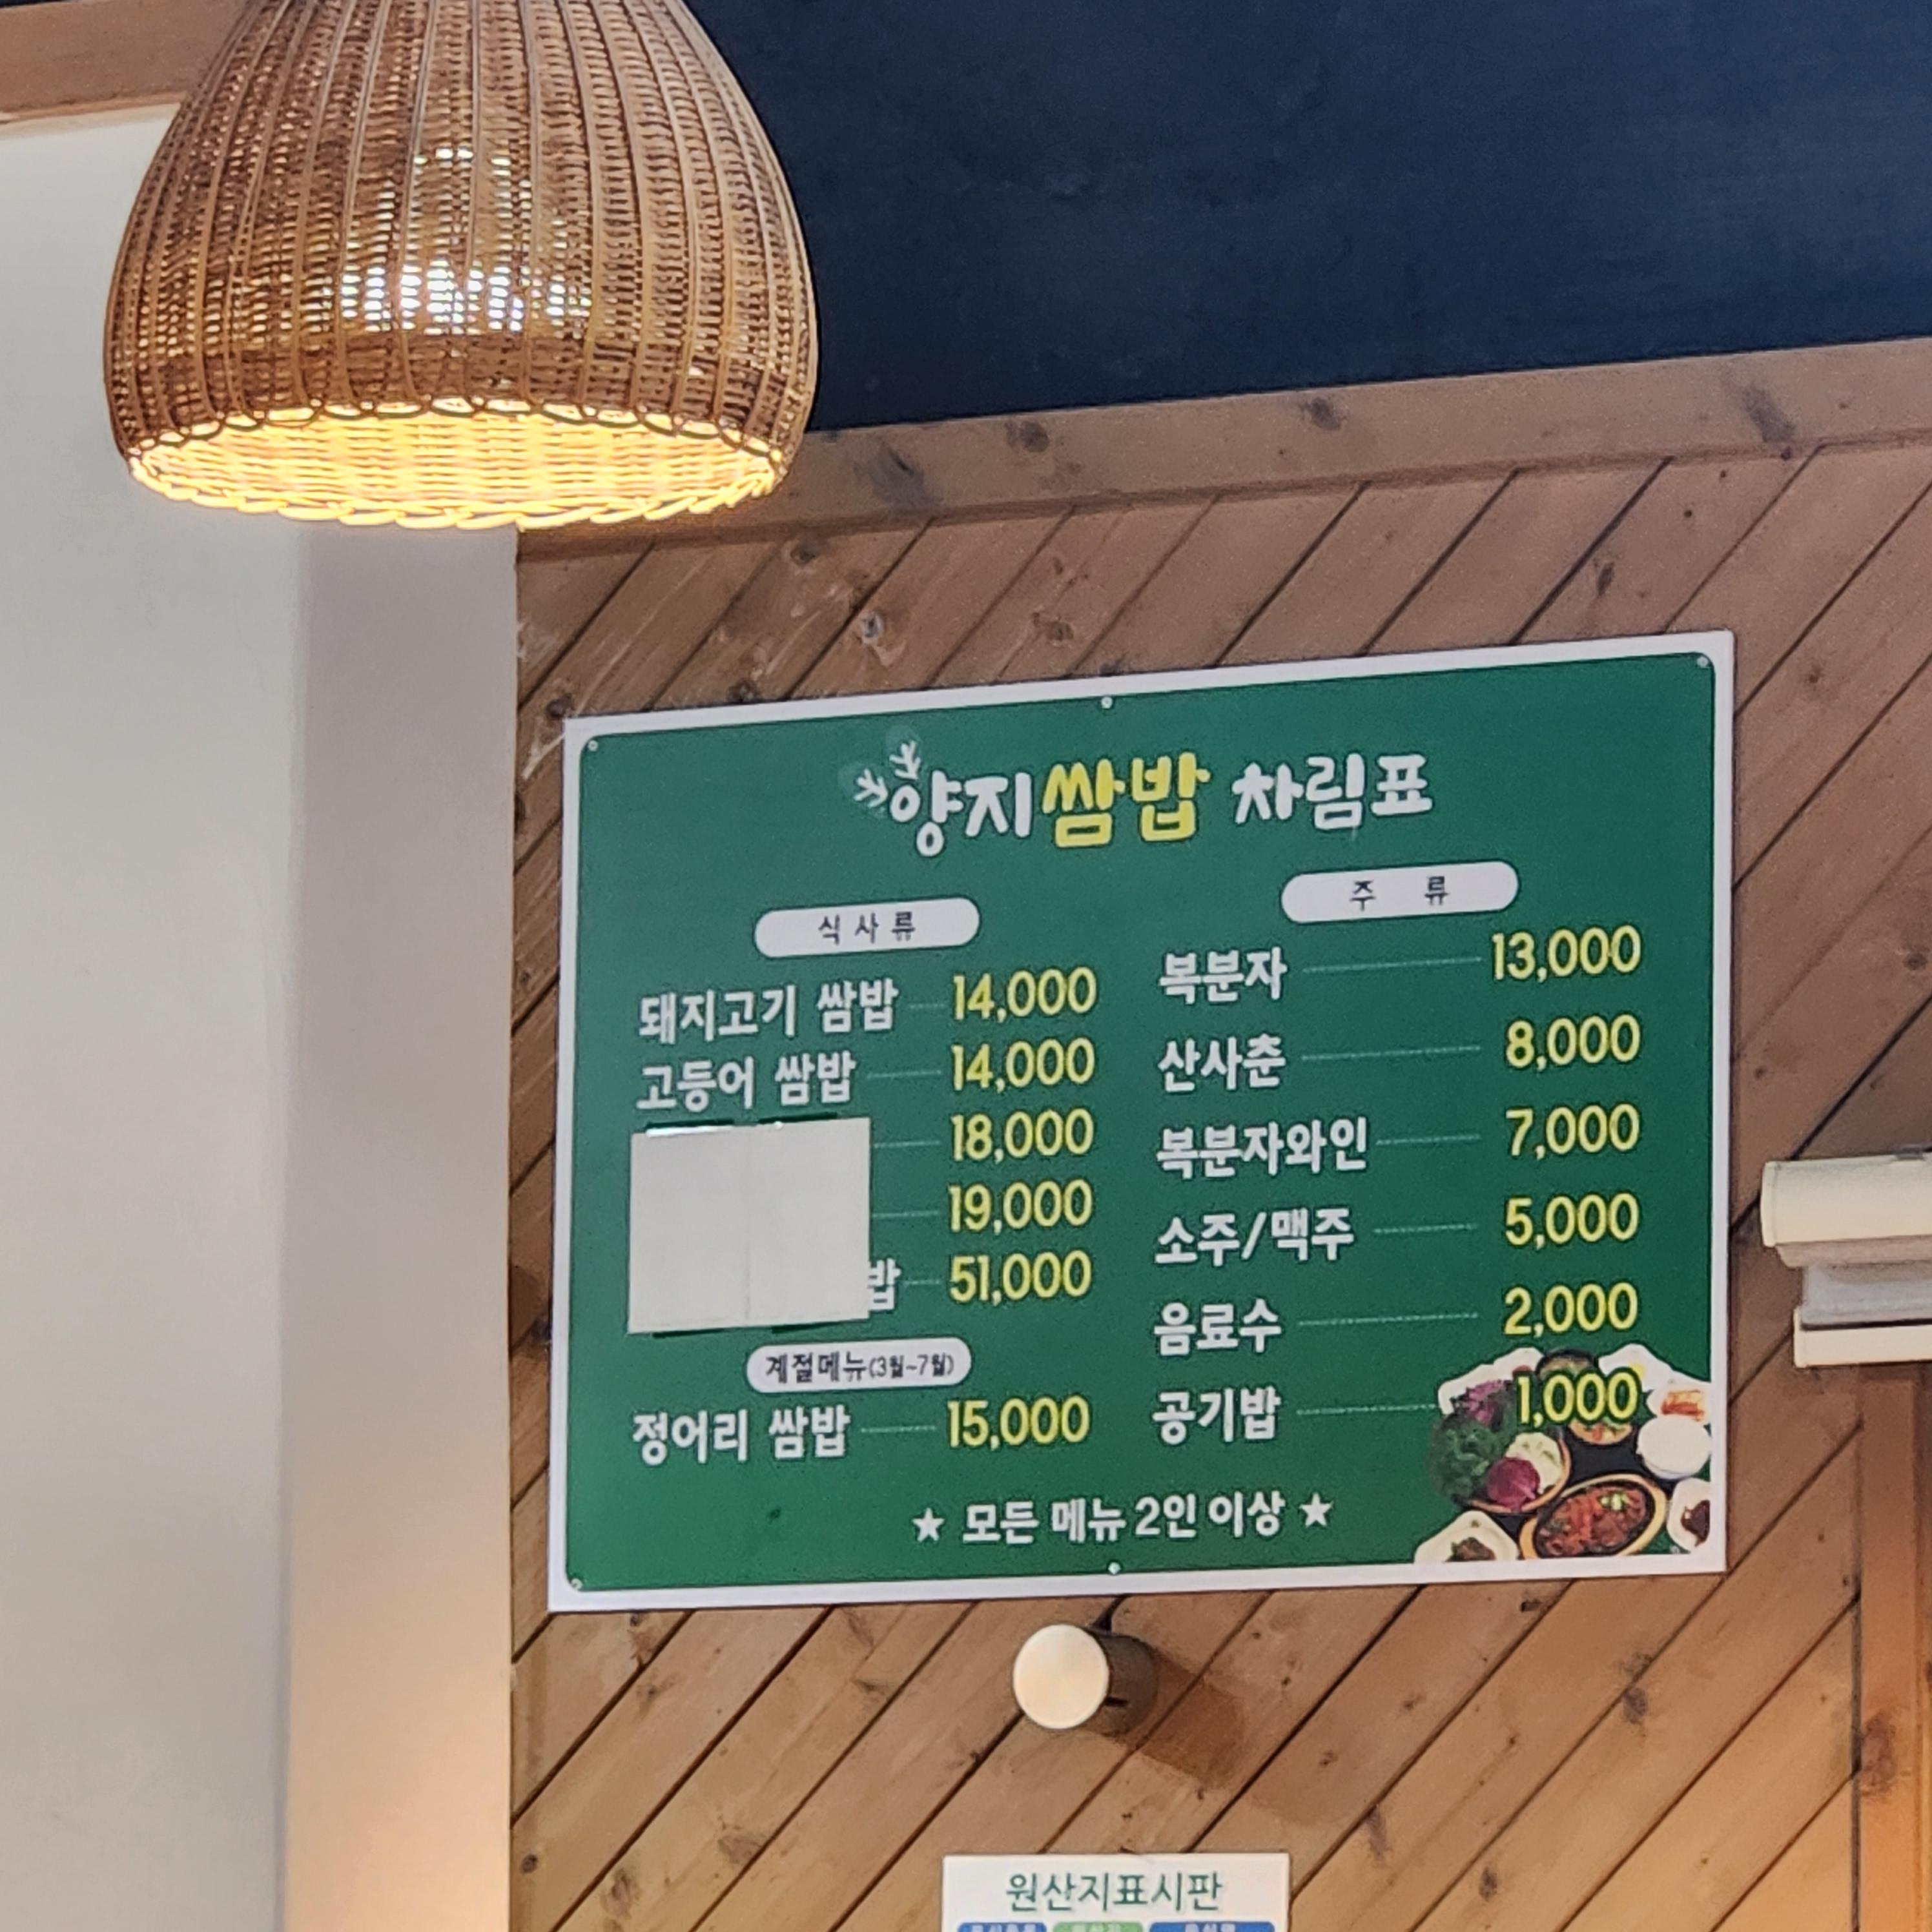 양지쌈밥 차림표
식사류
돼지고기 쌈밥 14,000
고등어 쌈밥 14,000
18,000
19,000
밥 51,000
계절메뉴(3월~7월)
정어리 쌈밥 15,000
주 류
복분자 13,000
산사춘 8,000
복분자와인 7,000
소주/맥주 5,000
음료수 2,000
공기밥 1,000
★ 모든 메뉴 2인 이상 ★
원산지표시판